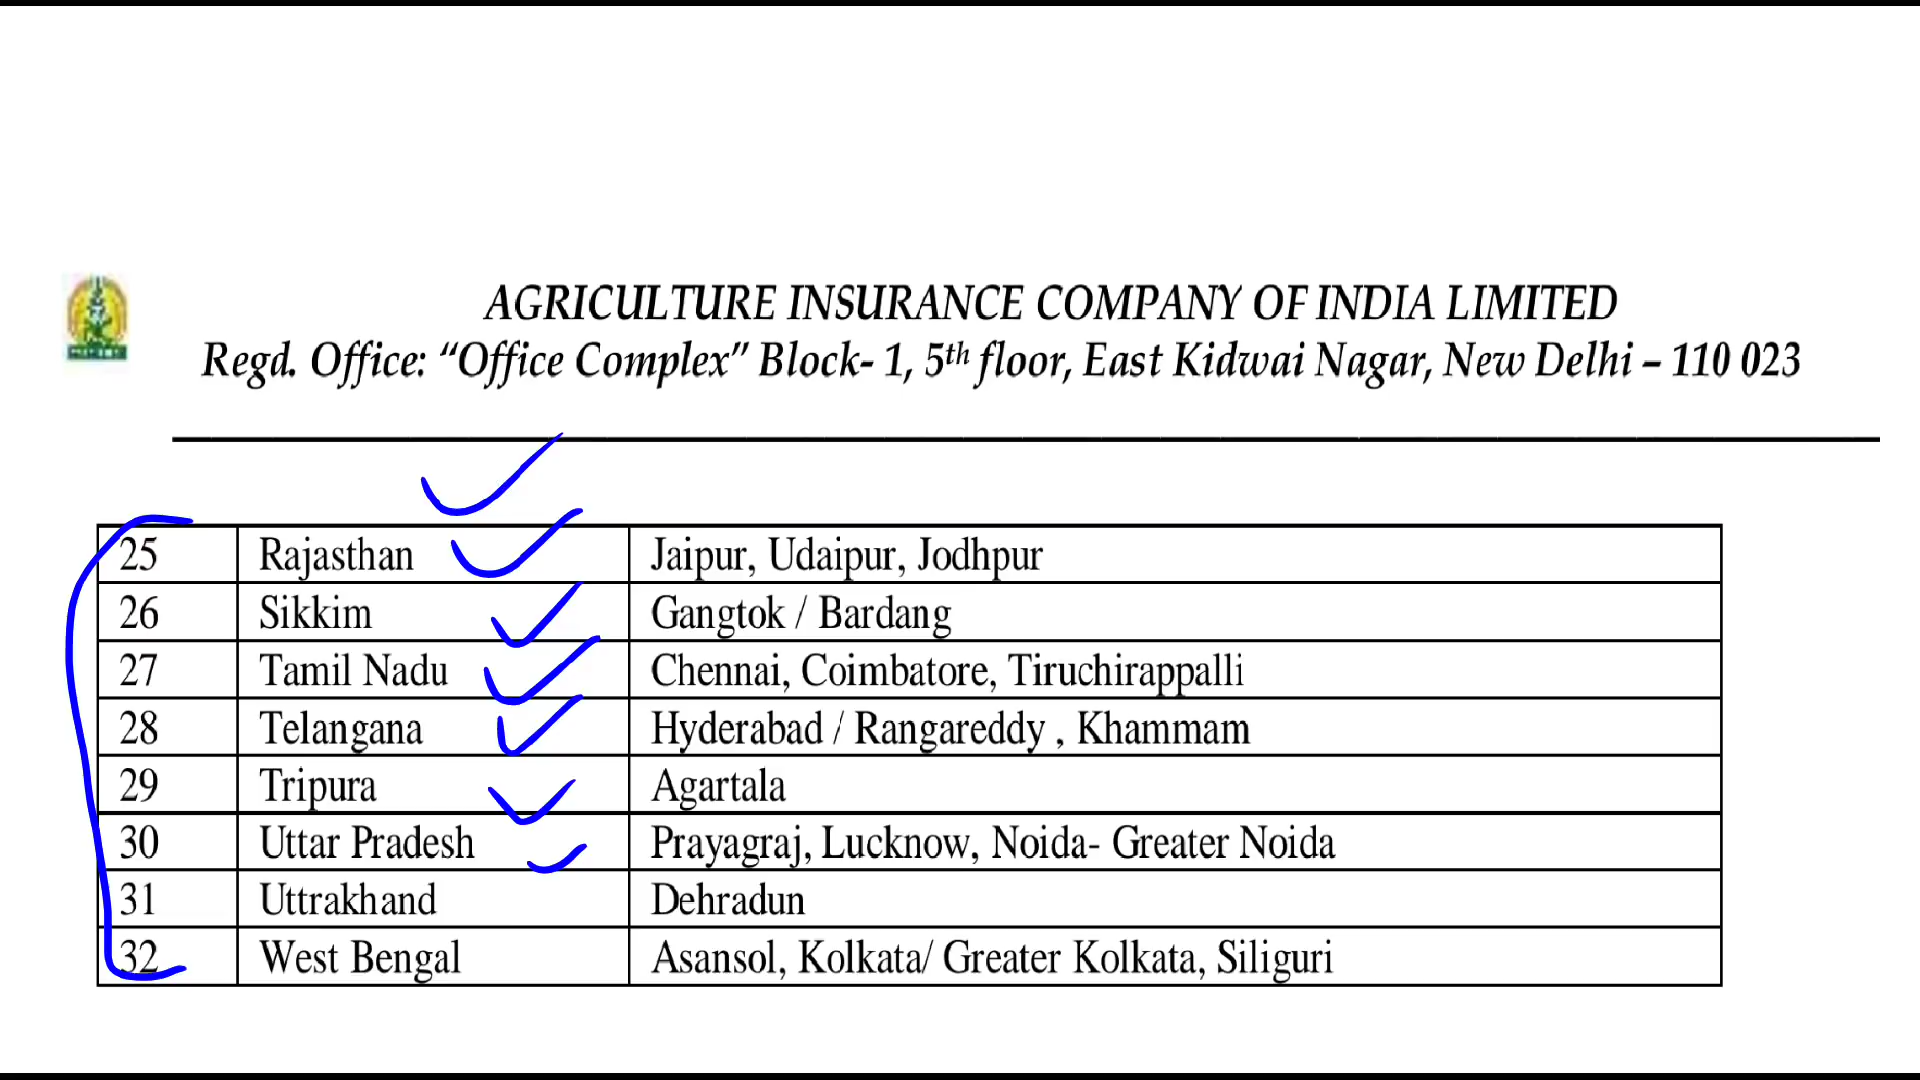 AGRICULTURE INSURANCE COMPANY OF INDIA LIMITED
Regd. Office: “Office Complex” Block- 1, 5th floor, East Kidwai Nagar, New Delhi – 110 023
25 Rajasthan Jaipur, Udaipur, Jodhpur
26 Sikkim Gangtok / Bardang
27 Tamil Nadu Chennai, Coimbatore, Tiruchirappalli
28 Telangana Hyderabad / Rangareddy , Khammam
29 Tripura Agartala
30 Uttar Pradesh Prayagraj, Lucknow, Noida- Greater Noida
31 Uttrakhand Dehradun
32 West Bengal Asansol, Kolkata/ Greater Kolkata, Siliguri